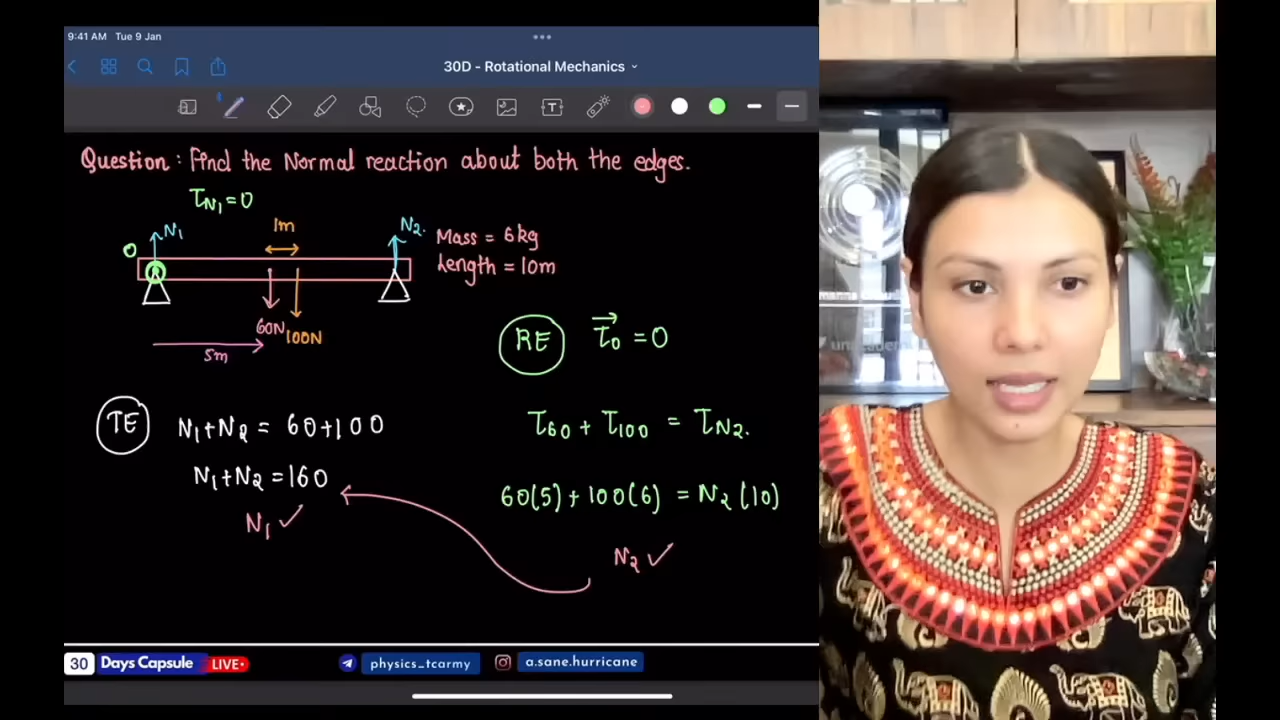 9:41 AM Tue 9 Jan
30D - Rotational Mechanics
Question: Find the Normal reaction about both the edges.
τN₁ = 0
N₁
1m
N₂.
O
Mass = 6kg
Length = 10m
60N
100N
5m
RE
τ⃗₀ = 0
TE
N₁+N₂ = 60+100
τ₆₀ + τ₁₀₀ = τN₂.
N₁+N₂ = 160
60(5) + 100(6) = N₂(10)
N₁ ✓
N₂ ✓
30 Days Capsule LIVE
physics_tcarmy
a.sane.hurricane